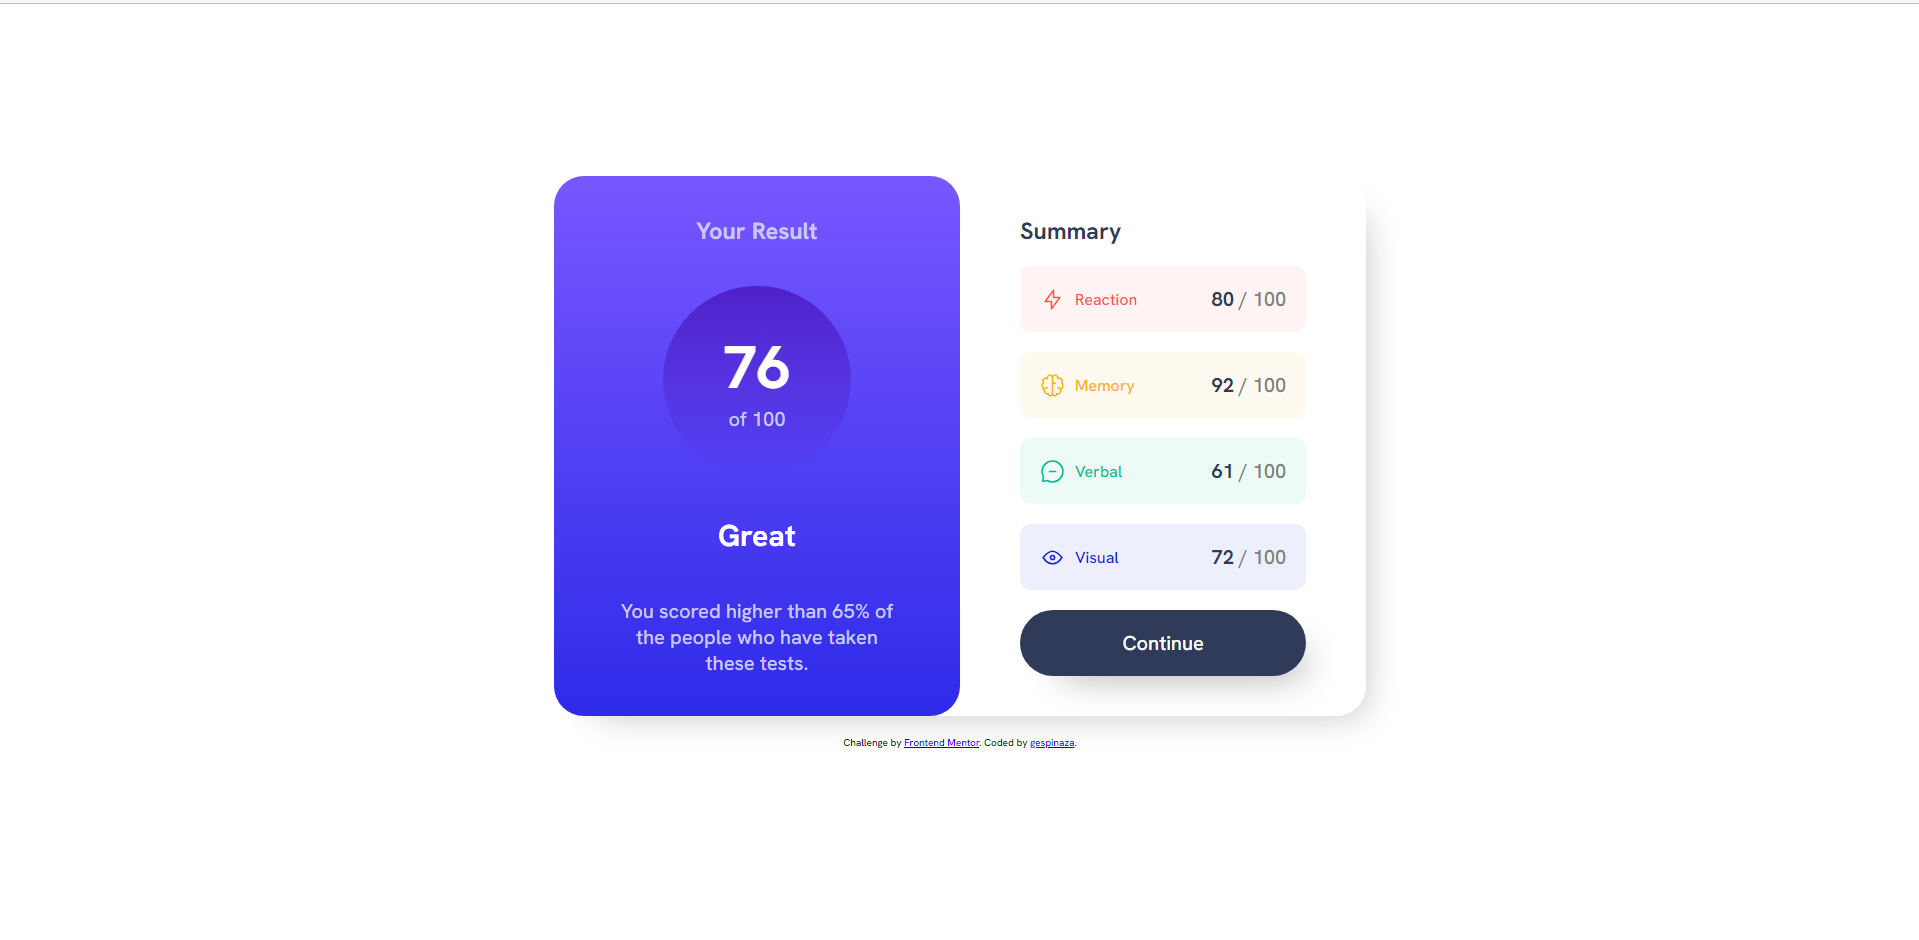 Your Result
76
of 100
Great
You scored higher than 65% of
the people who have taken
these tests.
Summary
Reaction 80 / 100
Memory 92 / 100
Verbal 61 / 100
Visual 72 / 100
Continue
Challenge by Frontend Mentor. Coded by gespinaza.